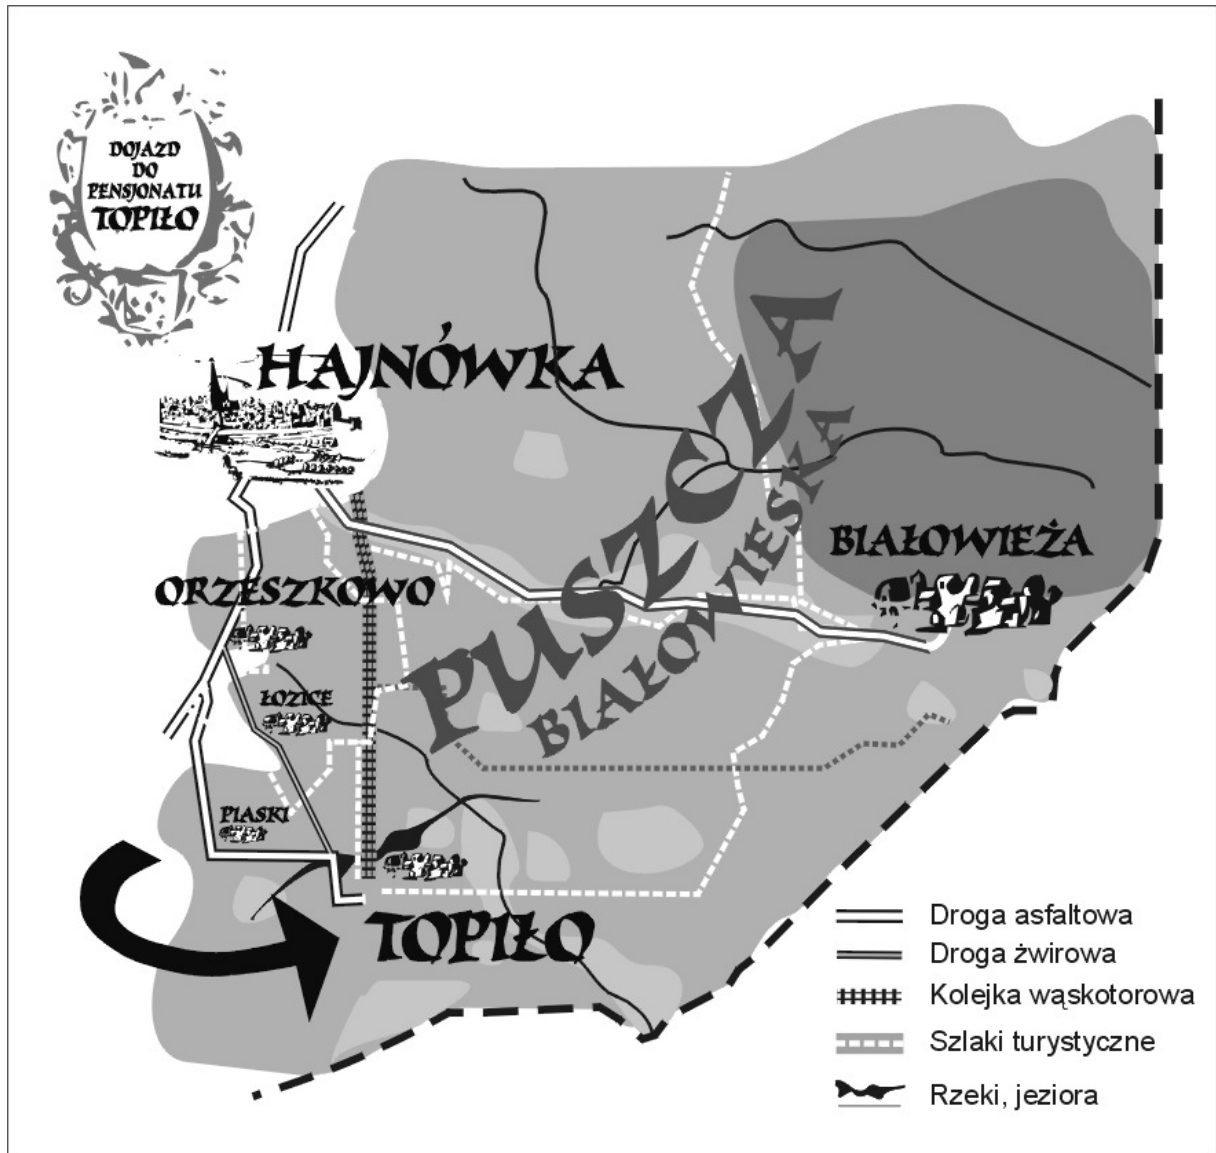 DOJAZD
DO
PENSJONATU
TOPIŁO
HAJNÓWKA
PUSZCZA
BIAŁOWIESKA
BIAŁOWIEŻA
ORZESZKOWO
ŁOZICE
PIASKI
TOPIŁO
Droga asfaltowa
Droga żwirowa
Kolejka wąskotorowa
Szlaki turystyczne
Rzeki, jeziora